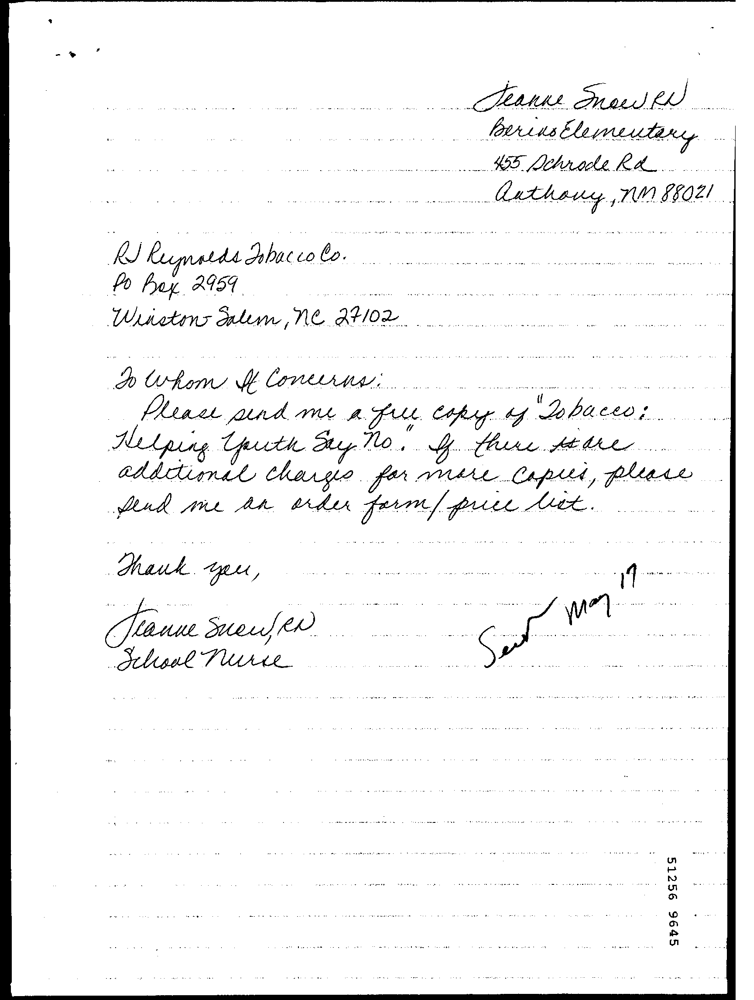 Jeanne Snow RN
Berino Elementary
455 Schrode Rd
Anthony, NM 88021
RJ Reynolds Tobacco Co.
PO Box 2959
Winston-Salem, NC 27102
To Whom It Concerns:
Please send me a free copy of "Tobacco:
Helping Youth Say No." If there are
additional charges for more copies, please
send me an order form/price list.
Thank you,
Jeanne Snow, RN
School Nurse
Sent May 17
51256 9645